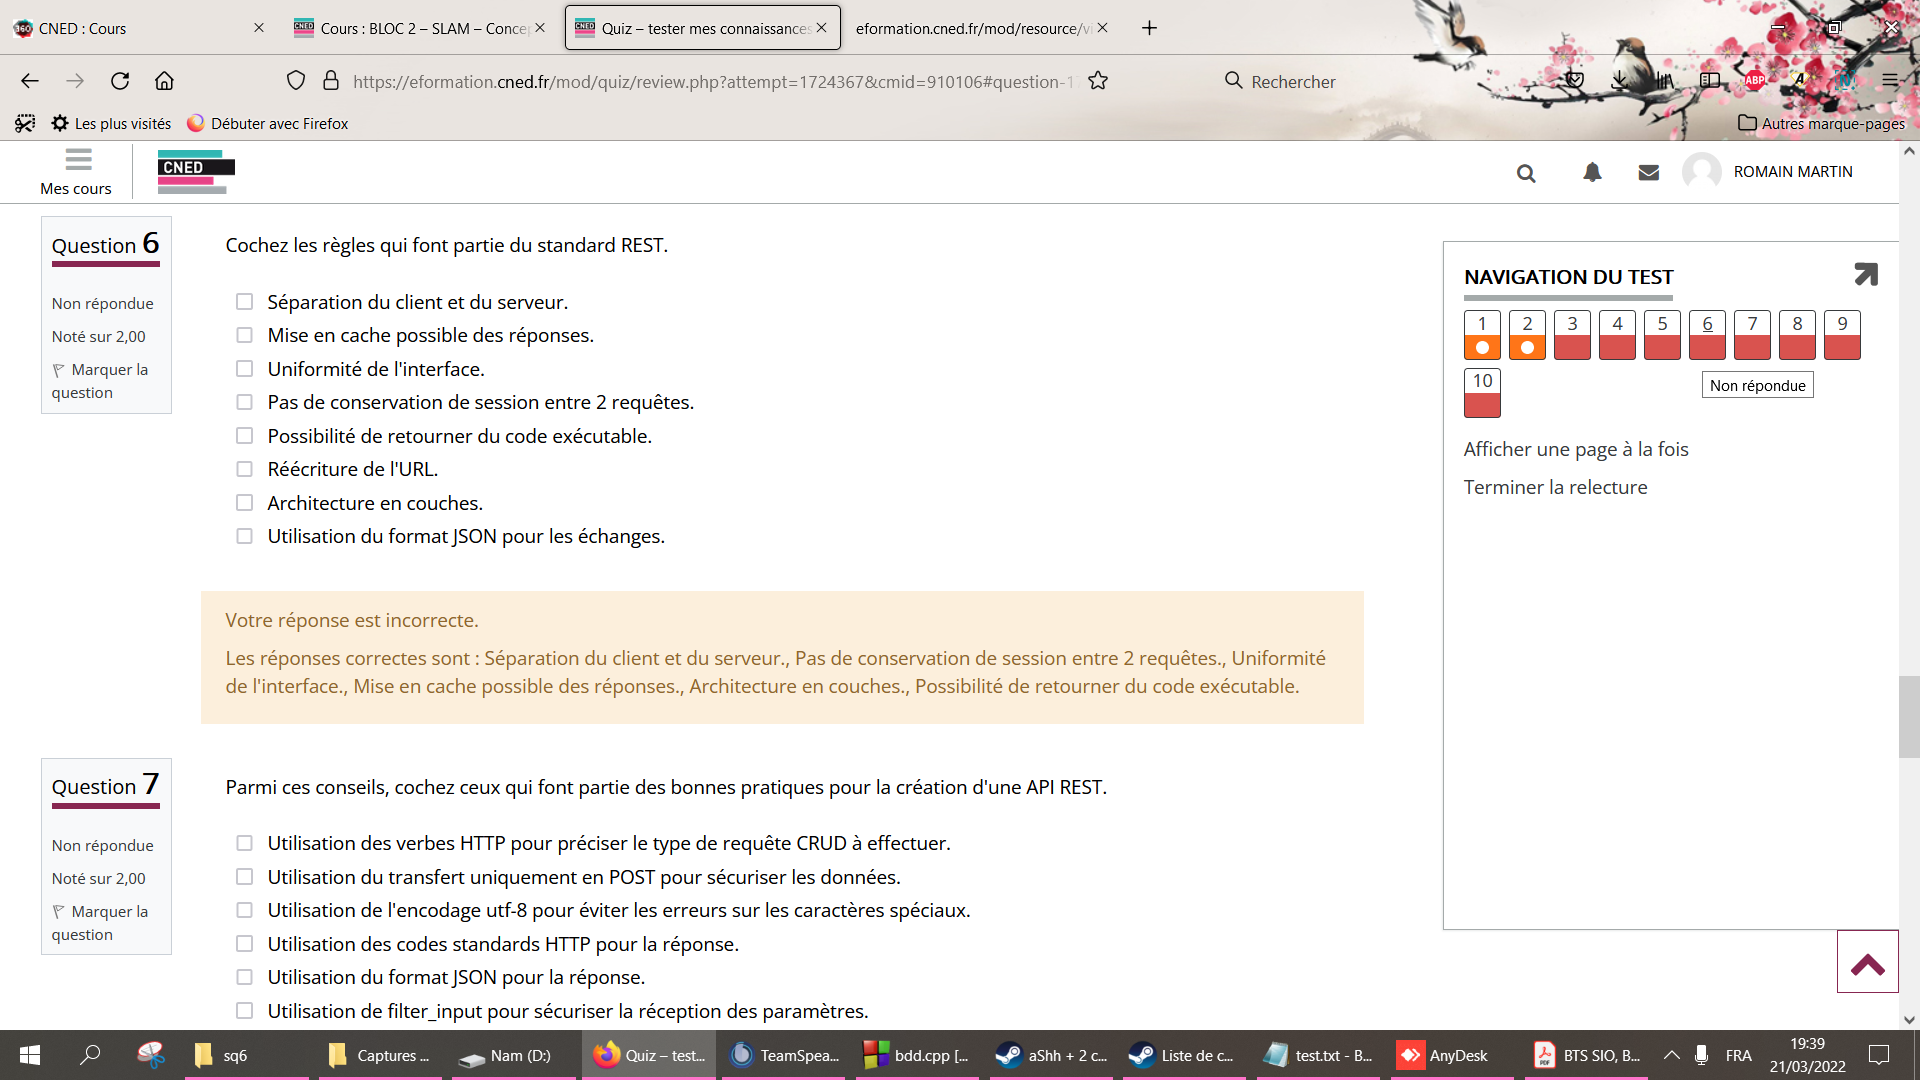 CNED : Cours
Cours : BLOC 2 – SLAM – Conce
Quiz – tester mes connaissances
eformation.cned.fr/mod/resource/vi
https://eformation.cned.fr/mod/quiz/review.php?attempt=1724367&cmid=910106#question-1
Rechercher
ABP
Les plus visités
Débuter avec Firefox
Autres marque-pages
Mes cours
CNED
ROMAIN MARTIN
Question 6
Non répondue
Noté sur 2,00
Marquer la
question
Cochez les règles qui font partie du standard REST.
Séparation du client et du serveur.
Mise en cache possible des réponses.
Uniformité de l'interface.
Pas de conservation de session entre 2 requêtes.
Possibilité de retourner du code exécutable.
Réécriture de l'URL.
Architecture en couches.
Utilisation du format JSON pour les échanges.
Votre réponse est incorrecte.
Les réponses correctes sont : Séparation du client et du serveur., Pas de conservation de session entre 2 requêtes., Uniformité
de l'interface., Mise en cache possible des réponses., Architecture en couches., Possibilité de retourner du code exécutable.
NAVIGATION DU TEST
1 2 3 4 5 6 7 8 9
10
Non répondue
Afficher une page à la fois
Terminer la relecture
Question 7
Non répondue
Noté sur 2,00
Marquer la
question
Parmi ces conseils, cochez ceux qui font partie des bonnes pratiques pour la création d'une API REST.
Utilisation des verbes HTTP pour préciser le type de requête CRUD à effectuer.
Utilisation du transfert uniquement en POST pour sécuriser les données.
Utilisation de l'encodage utf-8 pour éviter les erreurs sur les caractères spéciaux.
Utilisation des codes standards HTTP pour la réponse.
Utilisation du format JSON pour la réponse.
Utilisation de filter_input pour sécuriser la réception des paramètres.
sq6
Captures ...
Nam (D:)
Quiz – test...
TeamSpea...
bdd.cpp [...
aShh + 2 c...
Liste de c...
test.txt - B...
AnyDesk
BTS SIO, B...
FRA
19:39
21/03/2022